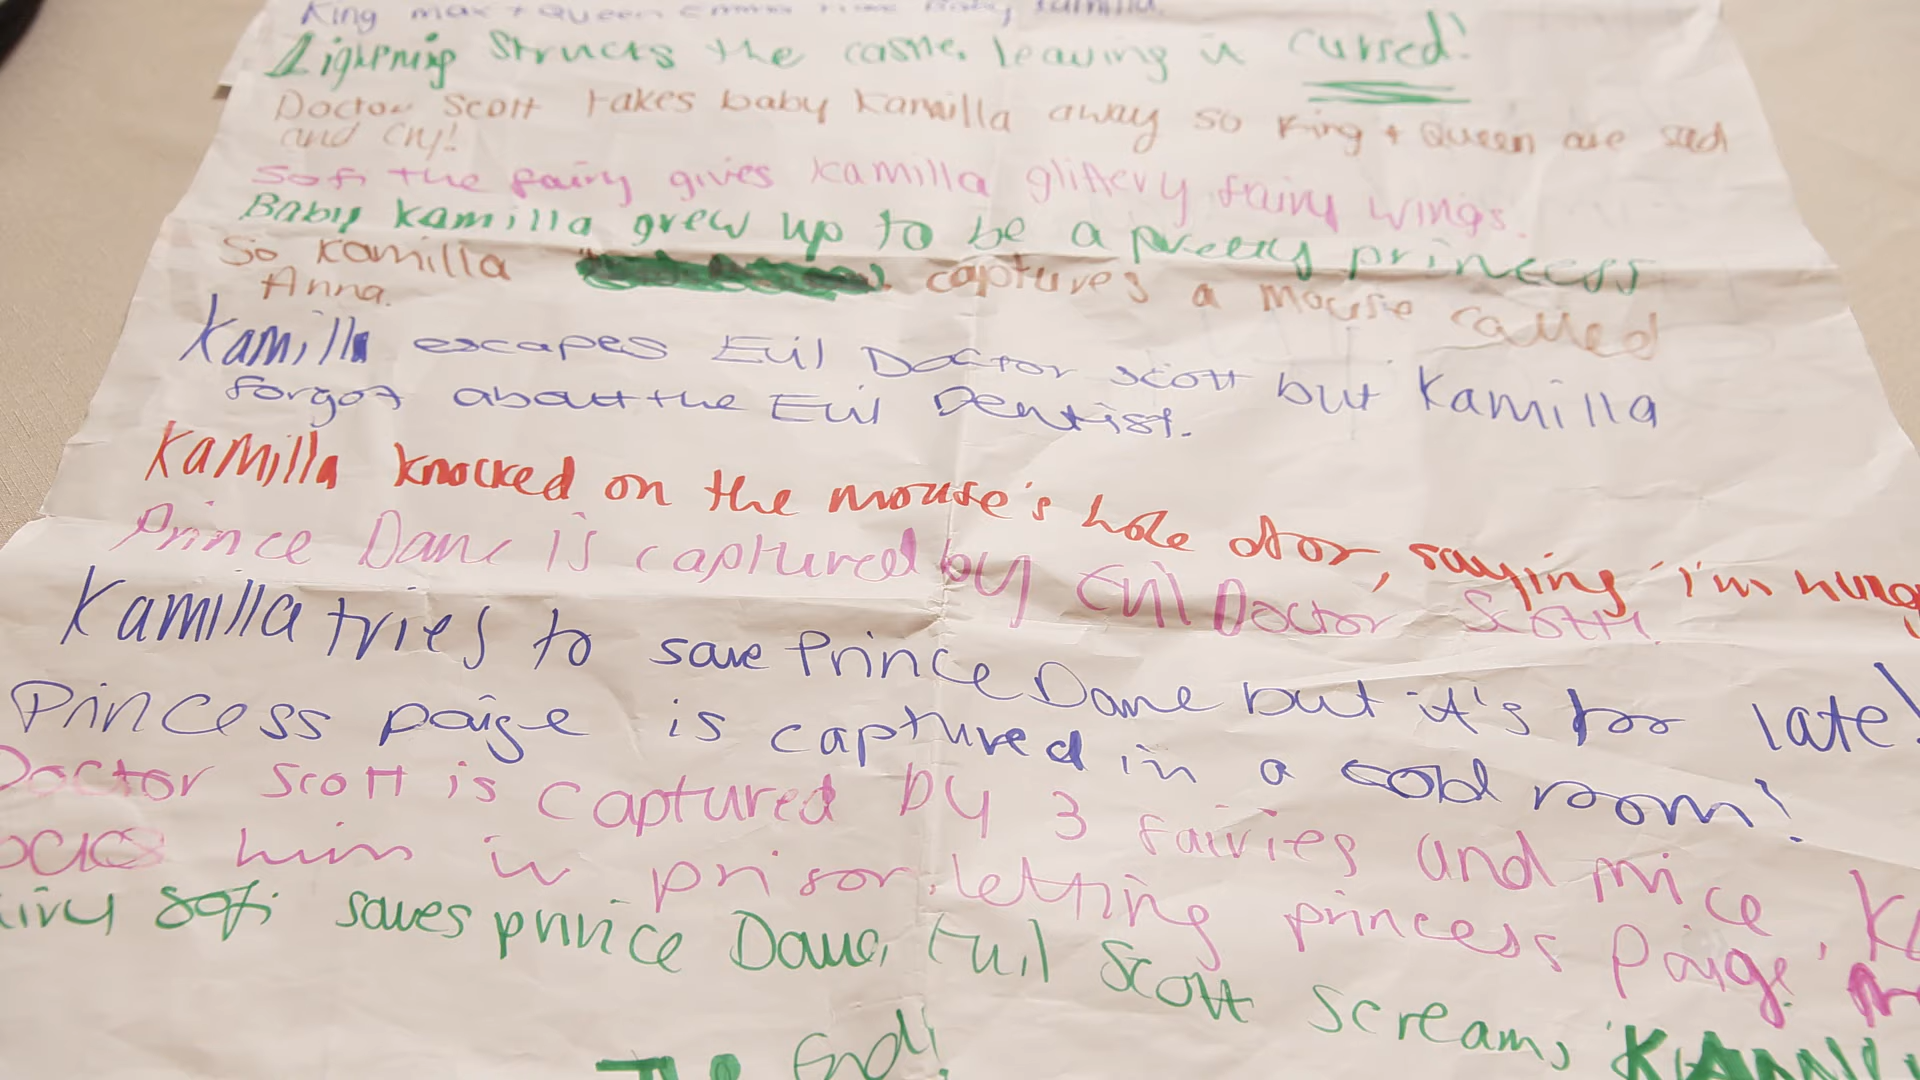 King max + Queen
Lightning Strucks the castle. leaving it cursed!
Doctor Scott takes baby Kamilla away so King + Queen are sad
and cry!
Sofi the fairy gives Kamilla glittery fairy wings.
Baby kamilla grew up to be a pretty princess
So Kamilla captures a mouse called
Anna.
Kamilla escapes Evil Doctor Scott but Kamilla
forgot about the Evil Dentist.
Kamilla knocked on the mouse's hole door, saying 'i'm
Prince Dane is captured by Evil Doctor Scott.
Kamilla tries to save Prince Dane but it's too late!
Princess paige is captured in a cold room!
Doctor Scott is captured by 3 fairies and mice,
him in prison. letting princess Paige
Sofi saves prince Dane, Evil Scott screams
The End!